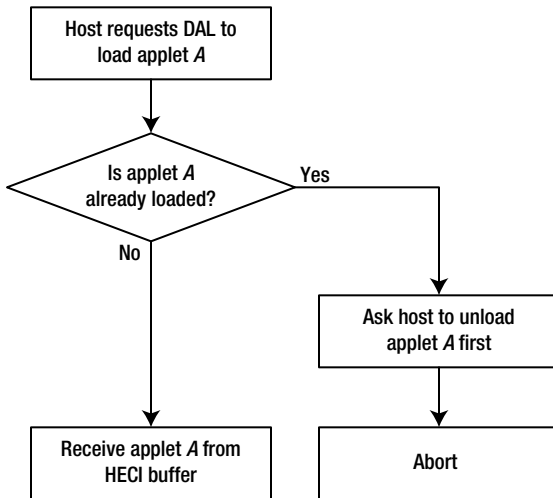 Host requests DAL to
load applet A
Is applet A
already loaded?
Yes
No
Ask host to unload
applet A first
Receive applet A from
HECI buffer
Abort